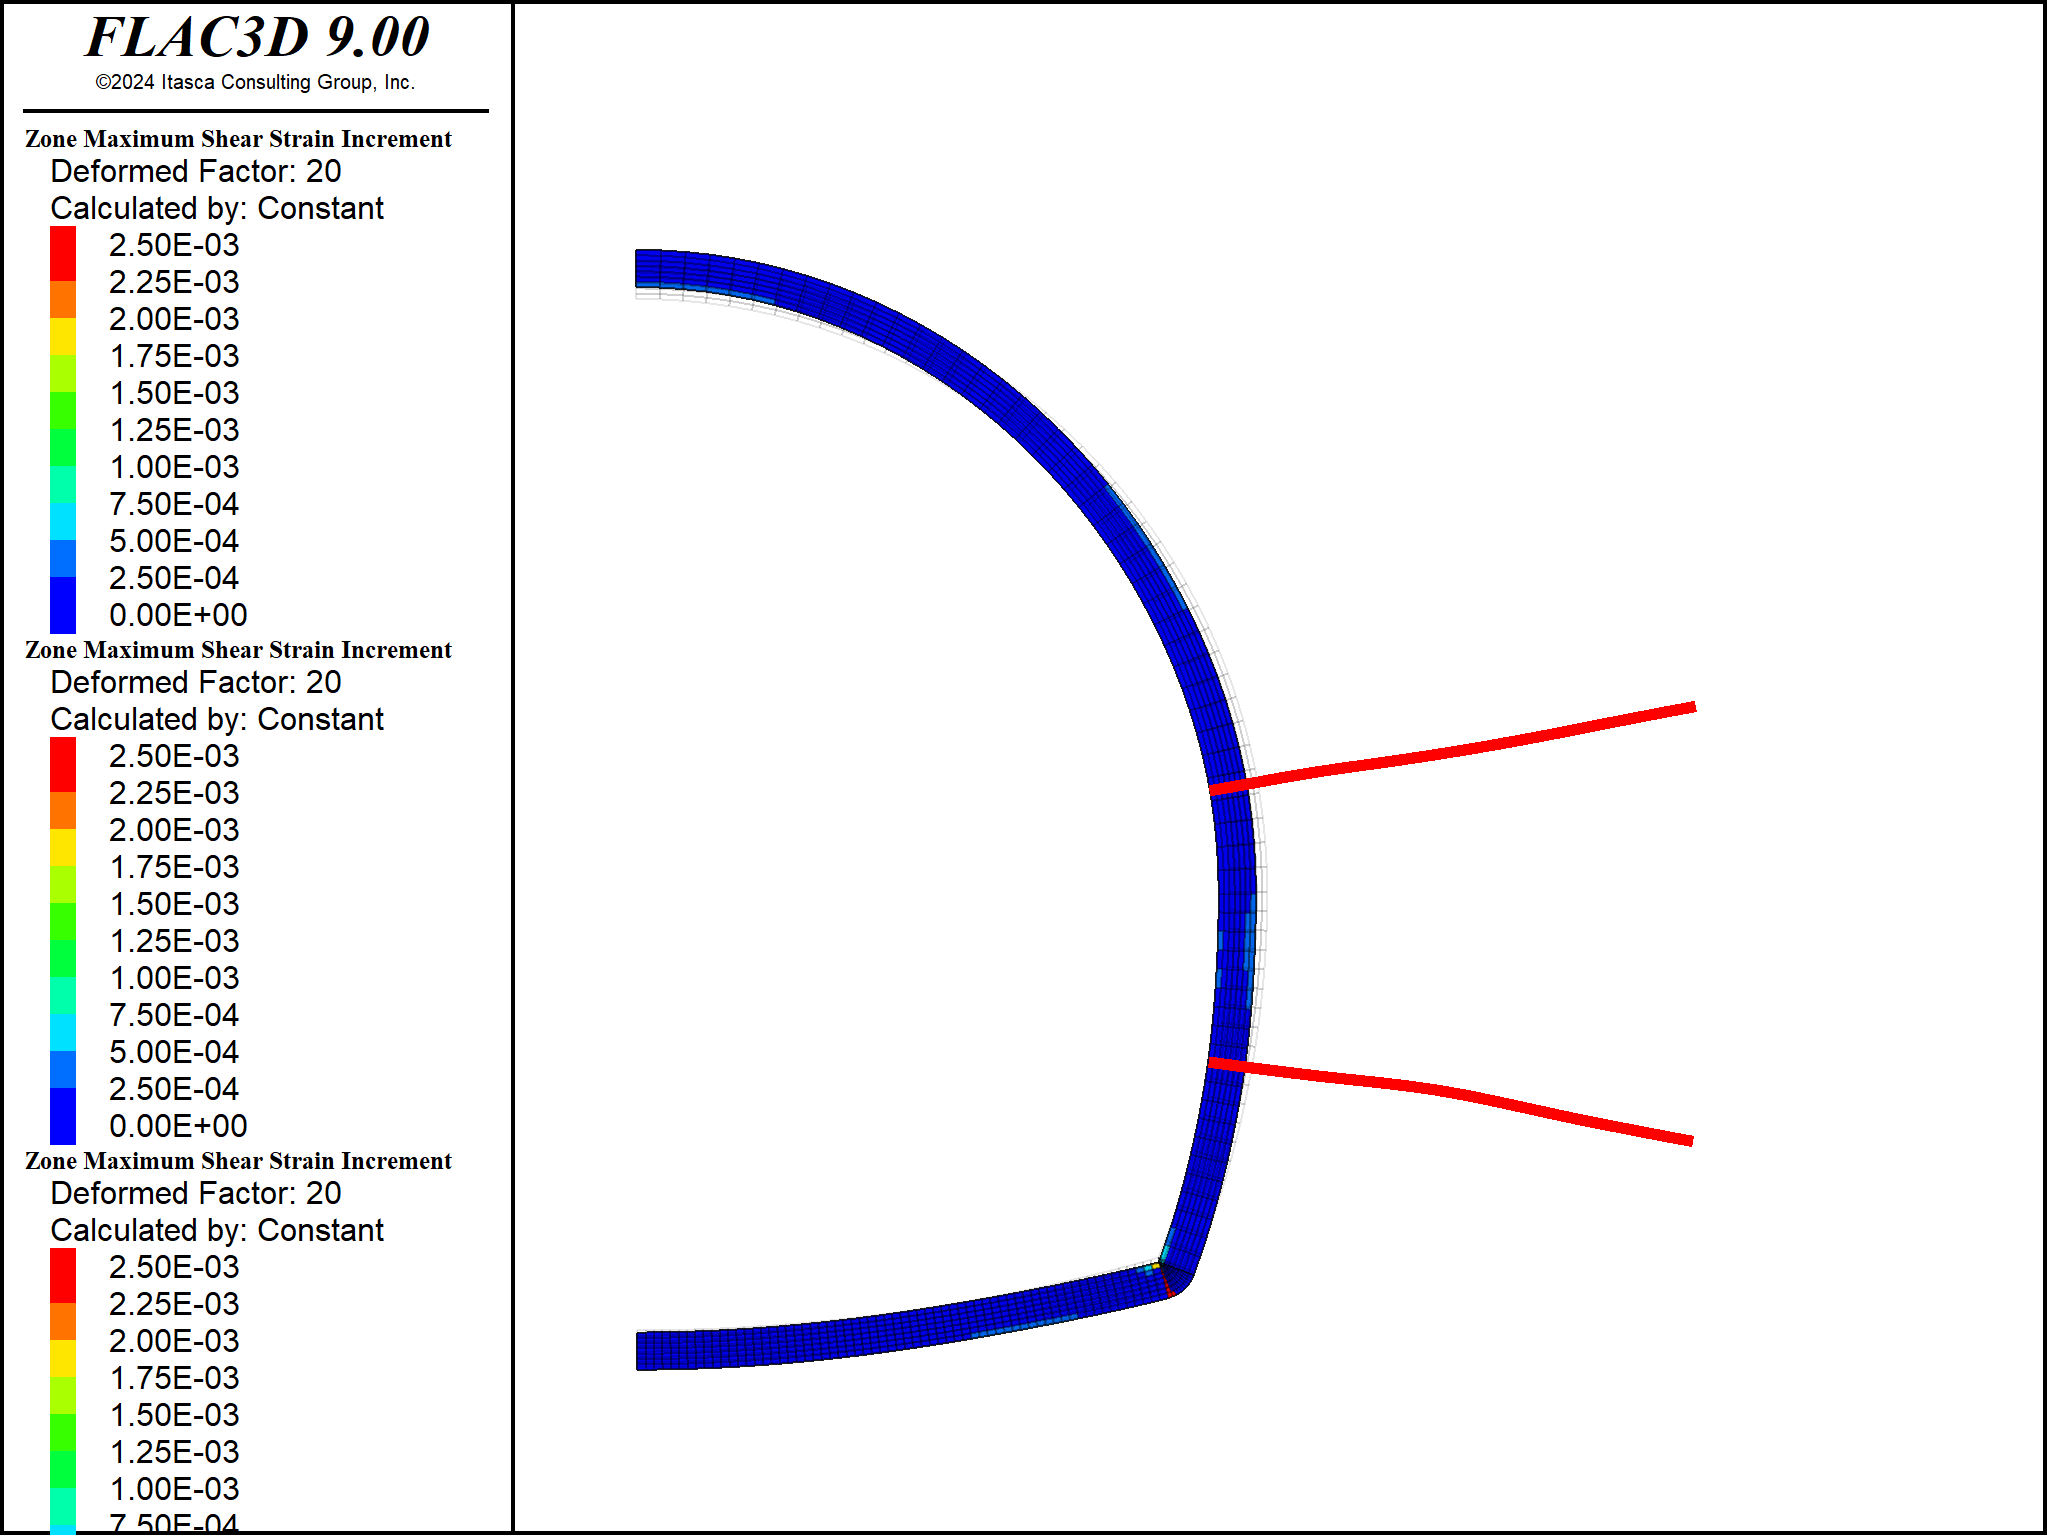 FLAC3D 9.00
©2024 Itasca Consulting Group, Inc.
Zone Maximum Shear Strain Increment
Deformed Factor: 20
Calculated by: Constant
2.50E-03
2.25E-03
2.00E-03
1.75E-03
1.50E-03
1.25E-03
1.00E-03
7.50E-04
5.00E-04
2.50E-04
0.00E+00
Zone Maximum Shear Strain Increment
Deformed Factor: 20
Calculated by: Constant
2.50E-03
2.25E-03
2.00E-03
1.75E-03
1.50E-03
1.25E-03
1.00E-03
7.50E-04
5.00E-04
2.50E-04
0.00E+00
Zone Maximum Shear Strain Increment
Deformed Factor: 20
Calculated by: Constant
2.50E-03
2.25E-03
2.00E-03
1.75E-03
1.50E-03
1.25E-03
1.00E-03
7.50E-04